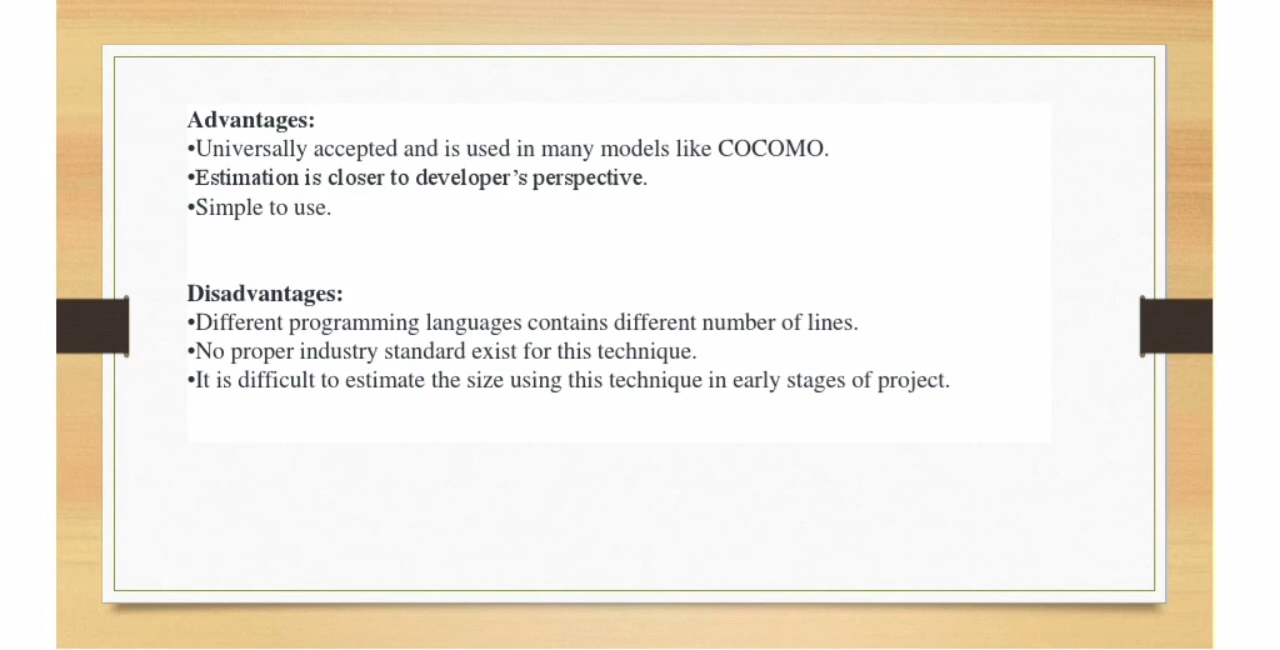 Advantages:
•Universally accepted and is used in many models like COCOMO.
•Estimation is closer to developer’s perspective.
•Simple to use.
Disadvantages:
•Different programming languages contains different number of lines.
•No proper industry standard exist for this technique.
•It is difficult to estimate the size using this technique in early stages of project.